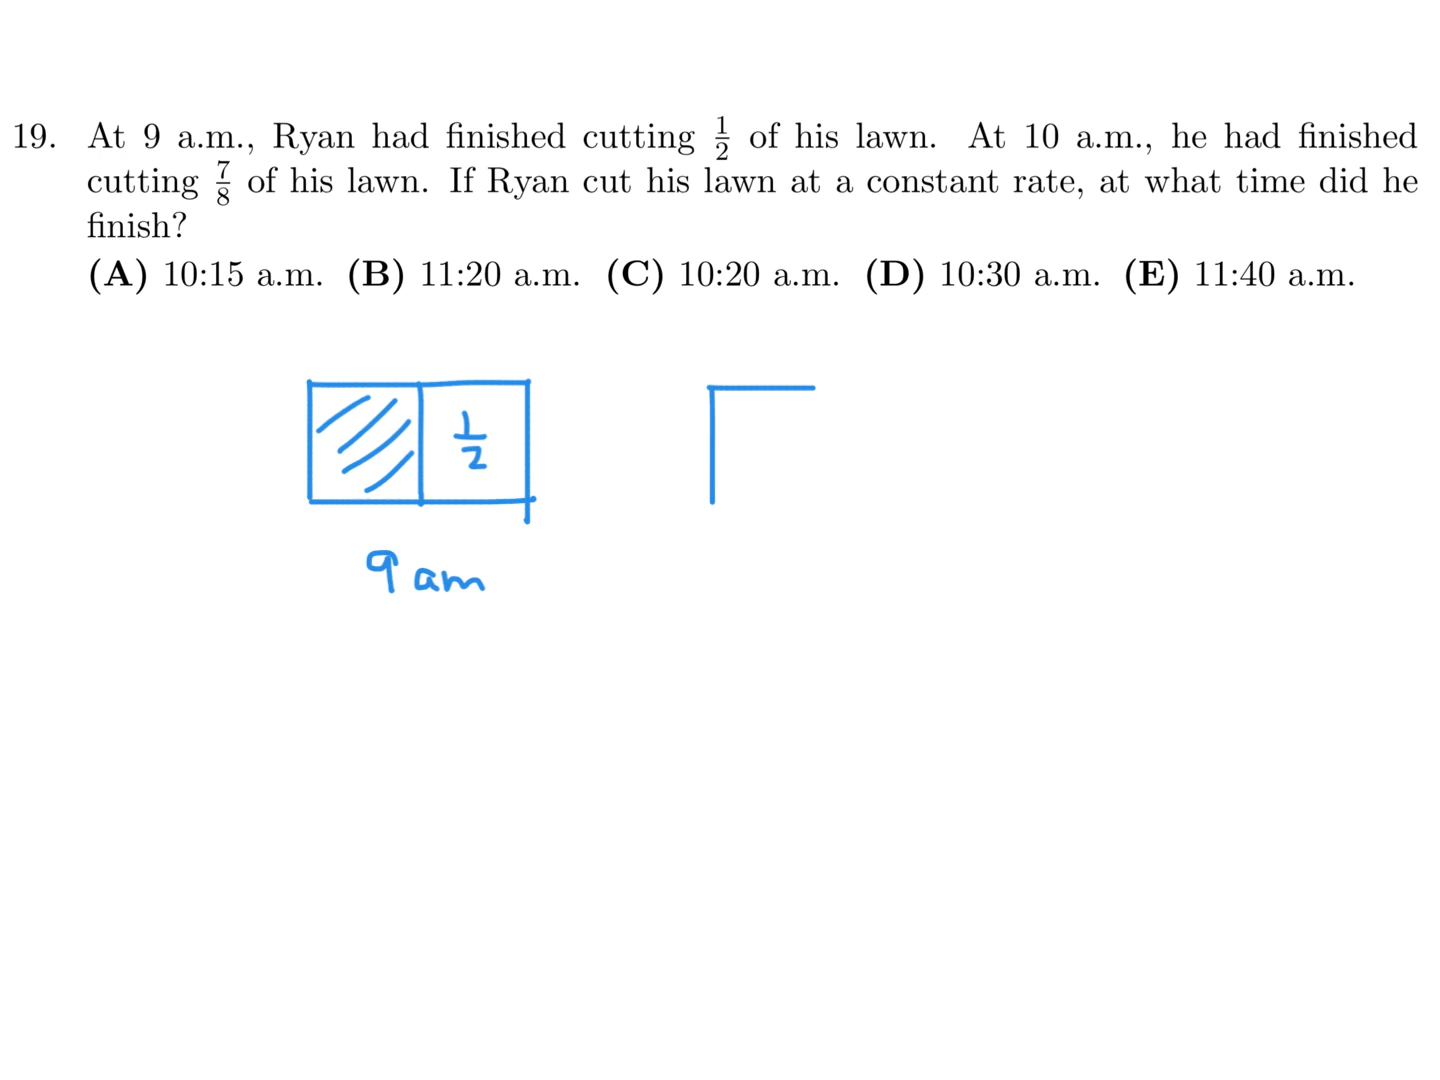 19. At 9 a.m., Ryan had finished cutting 1/2 of his lawn. At 10 a.m., he had finished
cutting 7/8 of his lawn. If Ryan cut his lawn at a constant rate, at what time did he
finish?
(A) 10:15 a.m. (B) 11:20 a.m. (C) 10:20 a.m. (D) 10:30 a.m. (E) 11:40 a.m.
1/2
9 am